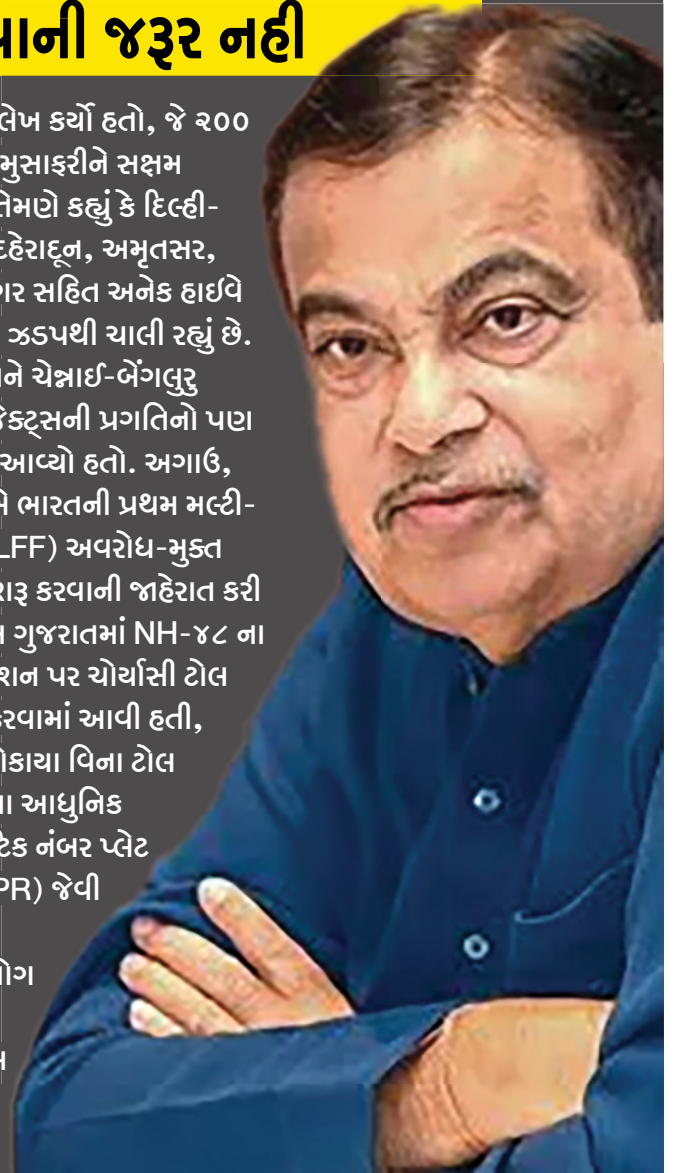 વાની જરૂર નહી
લેખ કર્યો હતો, જે ૨૦૦
મુસાફરીને સક્ષમ
તેમણે કહ્યું કે દિલ્હી-
દહેરાદૂન, અમૃતસર,
ગર સહિત અનેક હાઈવે
ઝડપથી ચાલી રહ્યું છે.
ને ચેન્નાઈ-બેંગલુરુ
જેક્ટ્સની પ્રગતિનો પણ
આવ્યો હતો. અગાઉ,
ભારતની પ્રથમ મલ્ટી-
LFF) અવરોધ-મુક્ત
શરૂ કરવાની જાહેરાત કરી
ગુજરાતમાં NH-૪૮ ના
શન પર ચોર્યાસી ટોલ
કરવામાં આવી હતી,
રોકાયા વિના ટોલ
આધુનિક
ટિક નંબર પ્લેટ
PR) જેવી
ોગ